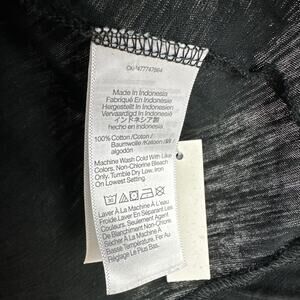 Made In Indonesia
Fabriqué En Indonésie
Hergestellt In Indonesien
Vervaardigd In Indonesië
インドネシア製
hecho en indonesia
100% Cotton /Coton /
Baumwolle /Katoen /綿 /
algodón
Machine Wash Cold With Like
Colors. Non-Chlorine Bleach
Only. Tumble Dry Low. Iron
On Lowest Setting.
Laver À La Machine À L'eau
Froide. Laver En Séparant Les
Couleurs. Seulement Agent
De Blanchiment Non-Chloré.
Sécher À La Machine À
Basse Température. Fer Au
Réglage Le Plus Bas.